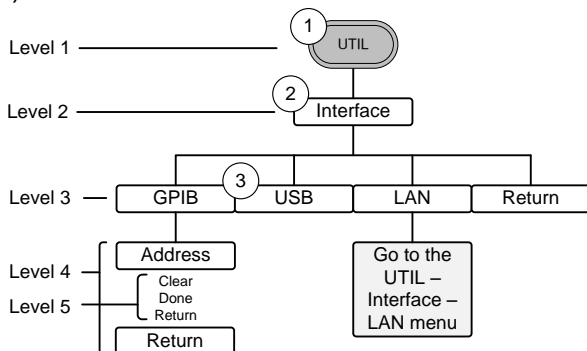 )
Level 1
1
UTIL
Level 2
2
Interface
Level 3
GPIB
3
USB
LAN
Return
Level 4
Address
Level 5
Clear
Done
Return
Return
Go to the
UTIL –
Interface –
LAN menu